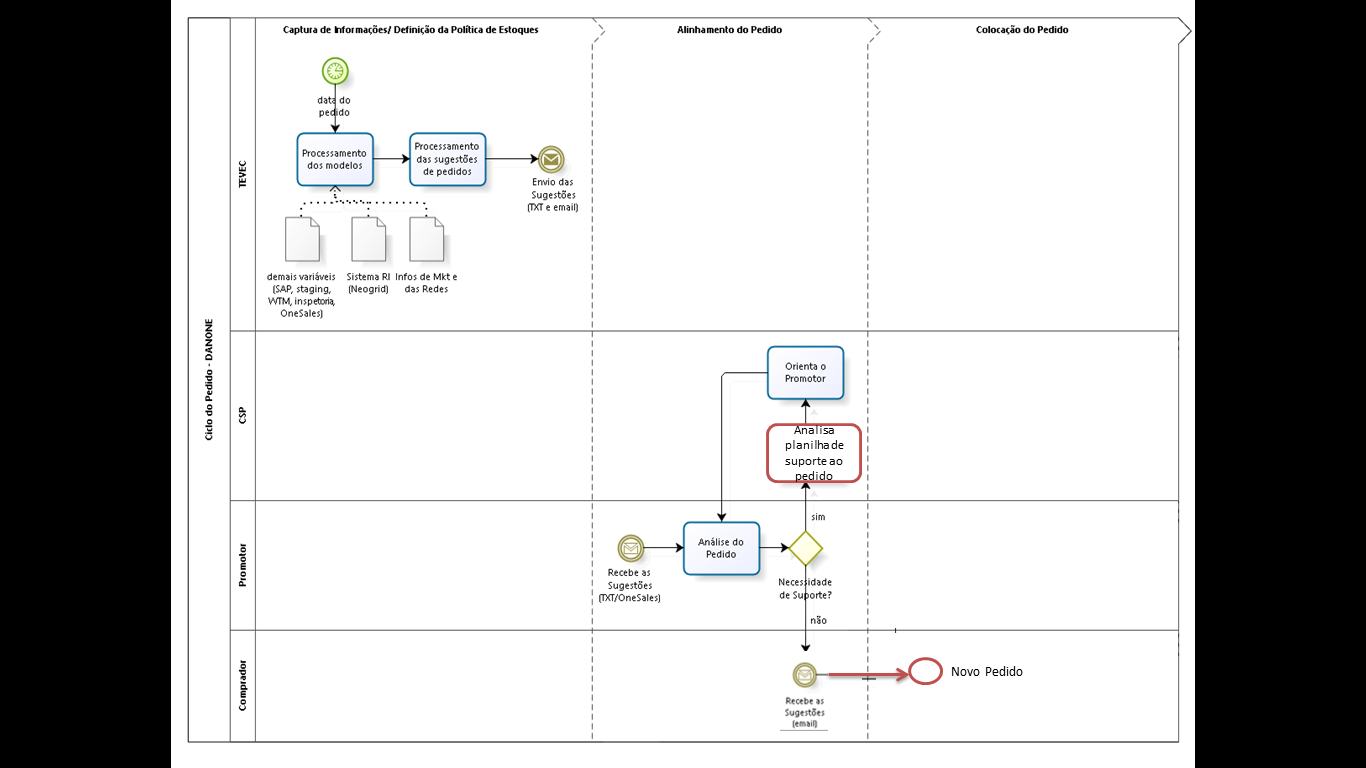 Captura de Informações/ Definição da Política de Estoques
Alinhamento do Pedido
Colocação do Pedido
Ciclo do Pedido - DANONE
TEVEC
data do
pedido
Processamento
dos modelos
Processamento
das sugestões
de pedidos
Envio das
Sugestões
(TXT e email)
demais variáveis
(SAP, staging,
WTM, inspetoria,
OneSales)
Sistema RI
(Neogrid)
Infos de Mkt e
das Redes
CSP
Orienta o
Promotor
Analisa
planilha de
suporte ao
pedido
Promotor
sim
Recebe as
Sugestões
(TXT/OneSales)
Análise do
Pedido
Necessidade
de Suporte?
não
Comprador
Recebe as
Sugestões
(email)
Novo Pedido